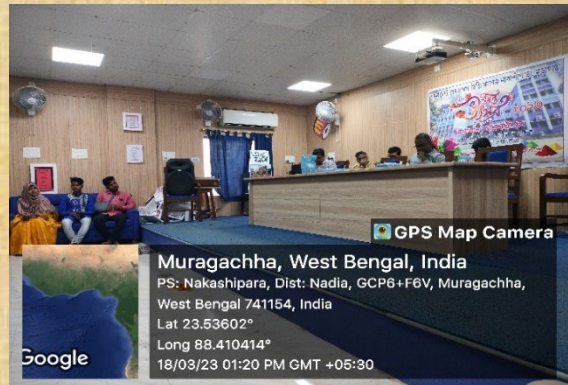 GPS Map Camera
Muragachha, West Bengal, India
PS: Nakashipara, Dist: Nadia, GCP6+F6V, Muragachha,
West Bengal 741154, India
Lat 23.53602°
Long 88.410414°
18/03/23 01:20 PM GMT +05:30
Google